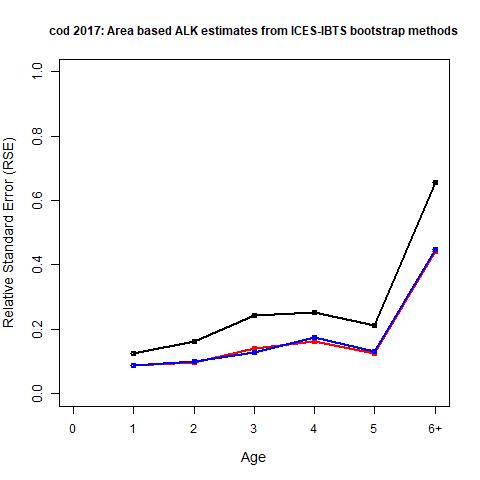 cod 2017: Area based ALK estimates from ICES-IBTS bootstrap methods
Relative Standard Error (RSE)
1.0
0.8
0.6
0.4
0.2
0.0
0 1 2 3 4 5 6+
Age